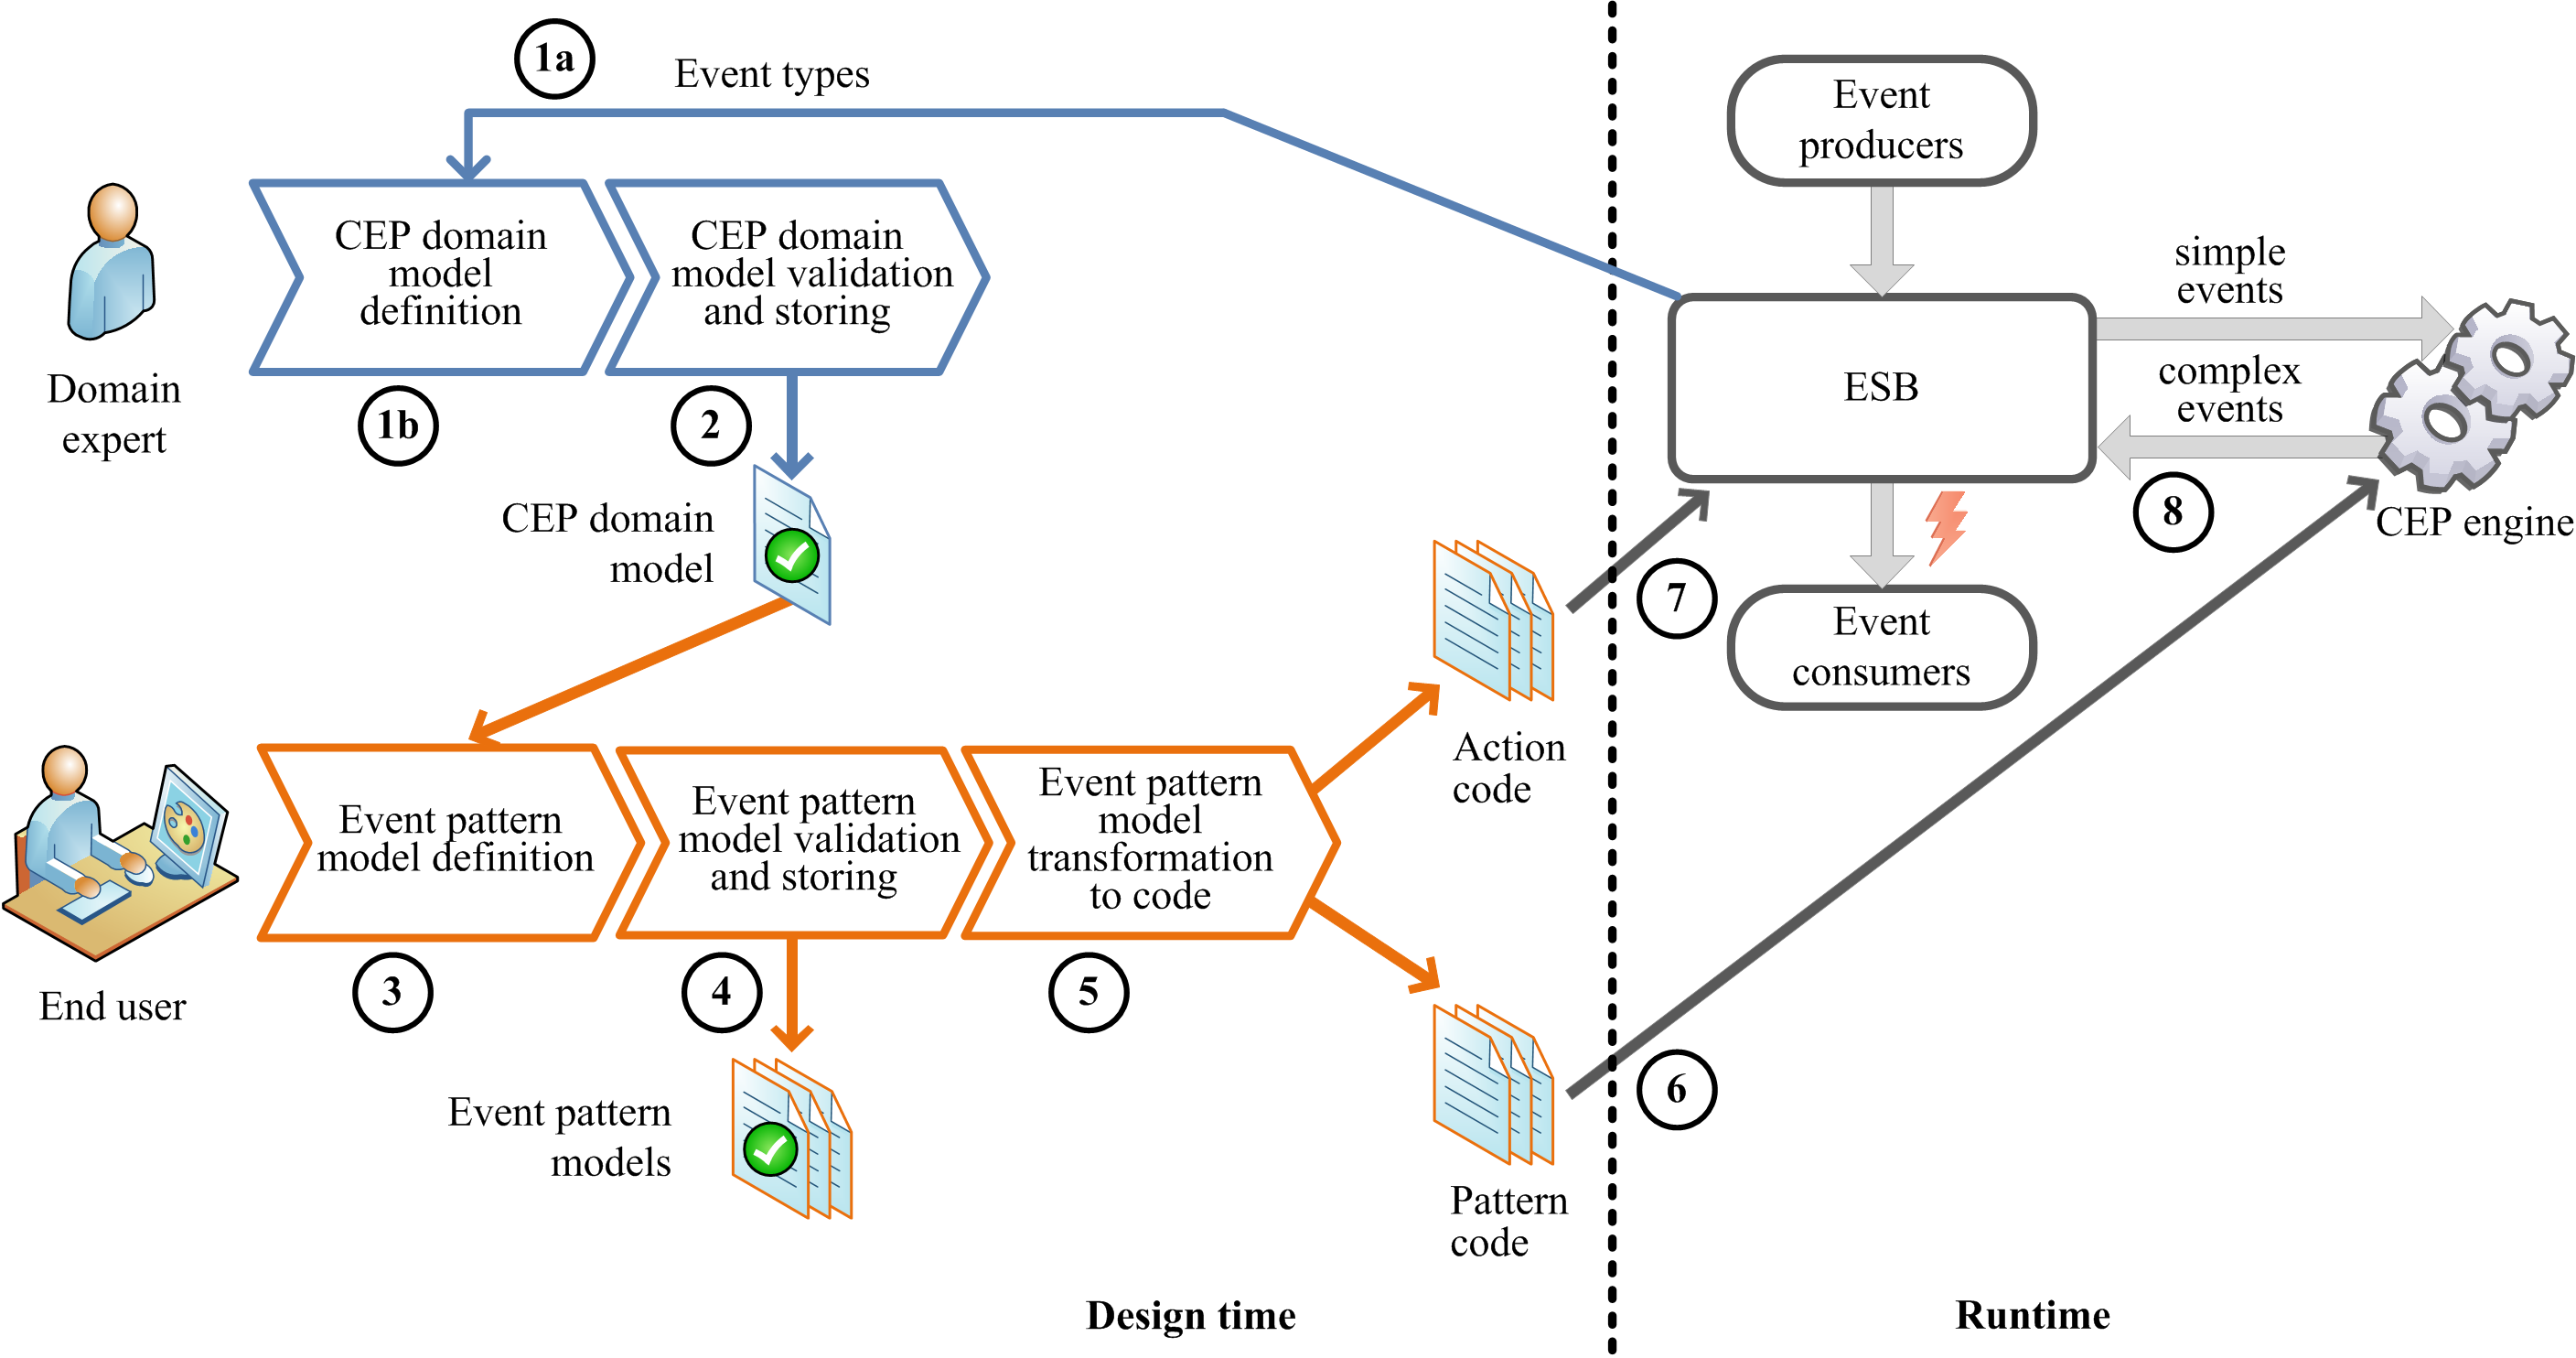 1a
Event types
Event
producers
CEP domain
model
definition
CEP domain
model validation
and storing
simple
events
Domain
expert
1b
2
ESB
complex
events
8
CEP engine
CEP domain
model
7
Event
consumers
Action
code
Event pattern
model definition
Event pattern
model validation
and storing
Event pattern
model
transformation
to code
End user
3
4
5
6
Event pattern
models
Pattern
code
Design time
Runtime